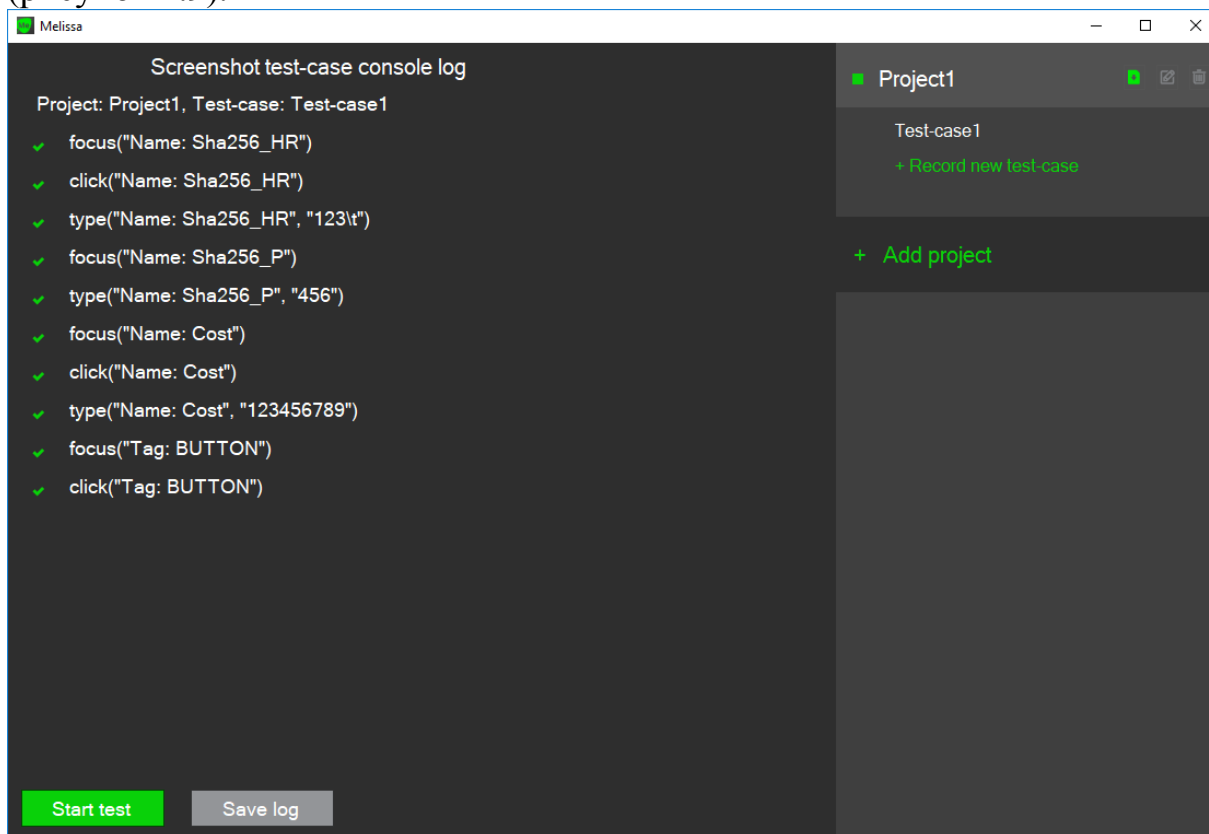 Melissa
Screenshot test-case console log
Project: Project1, Test-case: Test-case1
focus("Name: Sha256_HR")
click("Name: Sha256_HR")
type("Name: Sha256_HR", "123\t")
focus("Name: Sha256_P")
type("Name: Sha256_P", "456")
focus("Name: Cost")
click("Name: Cost")
type("Name: Cost", "123456789")
focus("Tag: BUTTON")
click("Tag: BUTTON")
Start test
Save log
Project1
Test-case1
+ Record new test-case
+ Add project